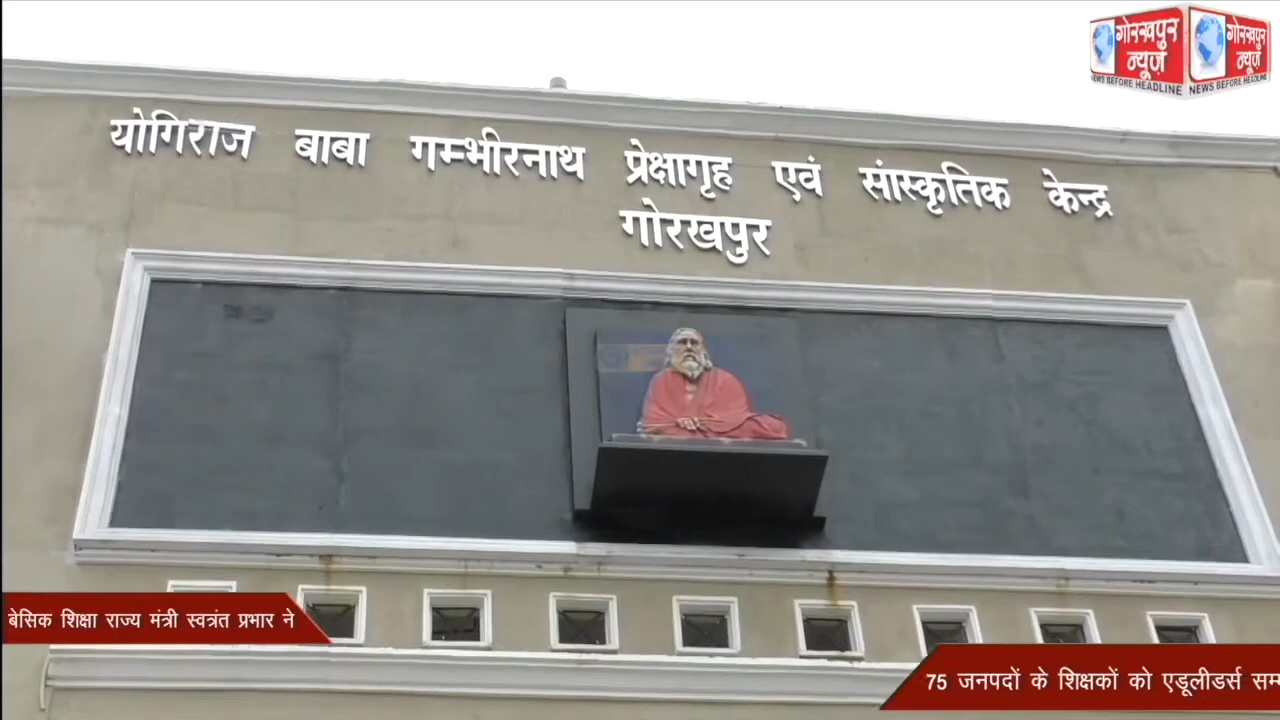 गोरखपुर न्यूज़
NEWS BEFORE HEADLINE
गोरखपुर न्यूज़
NEWS BEFORE HEADLINE
योगिराज बाबा गम्भीरनाथ प्रेक्षागृह एवं सांस्कृतिक केन्द्र
गोरखपुर
बेसिक शिक्षा राज्य मंत्री स्वत्रंत प्रभार ने
75 जनपदों के शिक्षकों को एडूलीडर्स सम्